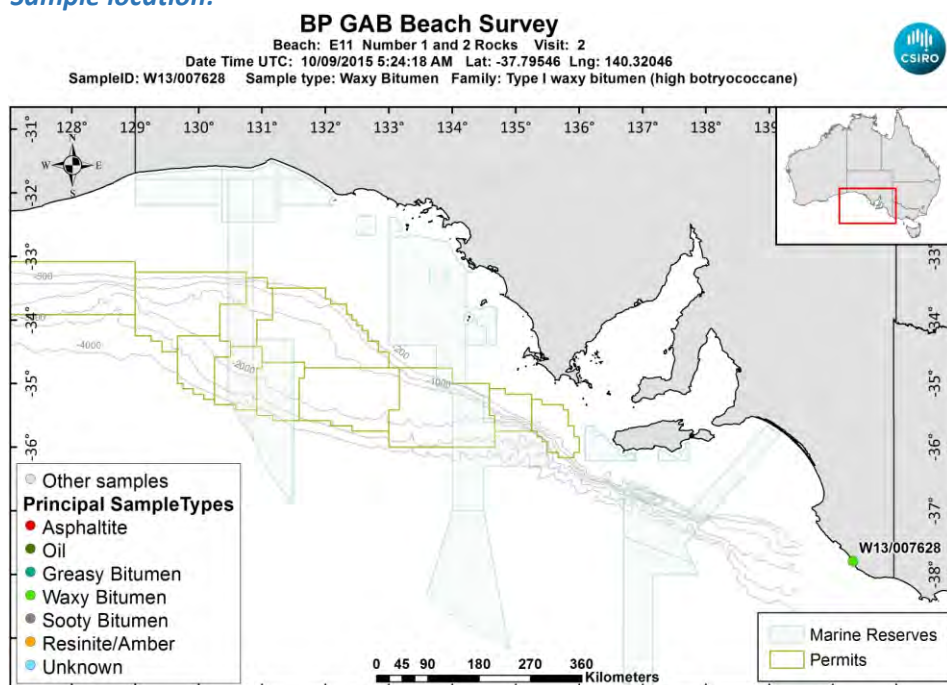 Sample location:
BP GAB Beach Survey
Beach: E11 Number 1 and 2 Rocks Visit: 2
Date Time UTC: 10/09/2015 5:24:18 AM Lat: -37.79546 Lng: 140.32046
SampleID: W13/007628 Sample type: Waxy Bitumen Family: Type I waxy bitumen (high botryococcane)
CSIRO
128° 129° 130° 131° 132° 133° 134° 135° 136° 137° 138° 139
-31°
-32°
-33°
-34°
-35°
-36°
-37°
-38°
-31°
N
W E
S
-32°
-33°
-34°
-35°
-36°
-37°
-38°
-4000
-2000
-200
-1000
W13/007628
Other samples
Principal SampleTypes
Asphaltite
Oil
Greasy Bitumen
Waxy Bitumen
Sooty Bitumen
Resinite/Amber
Unknown
0 45 90 180 270 360
Kilometers
Marine Reserves
Permits